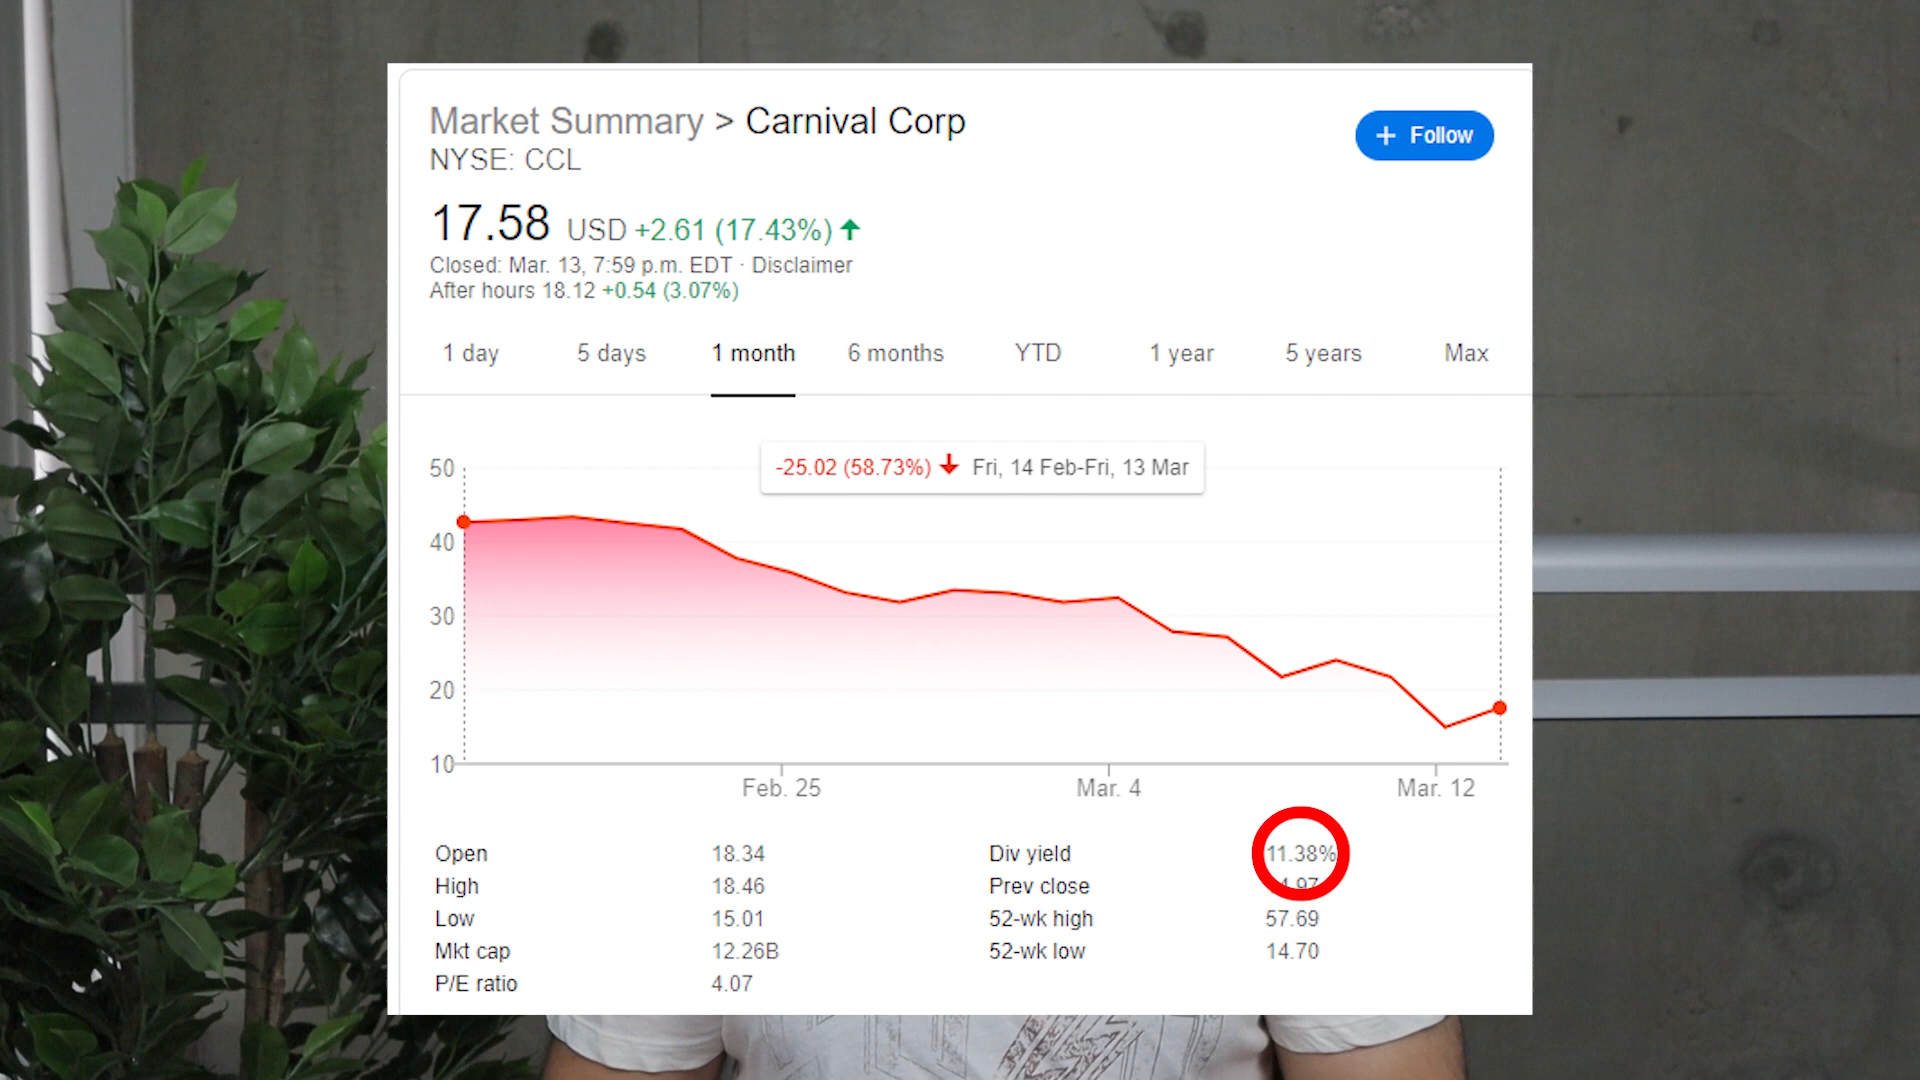 Market Summary > Carnival Corp
NYSE: CCL
+ Follow
17.58 USD +2.61 (17.43%)
Closed: Mar. 13, 7:59 p.m. EDT · Disclaimer
After hours 18.12 +0.54 (3.07%)
1 day 5 days 1 month 6 months YTD 1 year 5 years Max
-25.02 (58.73%) Fri, 14 Feb-Fri, 13 Mar
50
40
30
20
10
Feb. 25 Mar. 4 Mar. 12
Open 18.34 Div yield 11.38%
High 18.46 Prev close
Low 15.01 52-wk high 57.69
Mkt cap 12.26B 52-wk low 14.70
P/E ratio 4.07